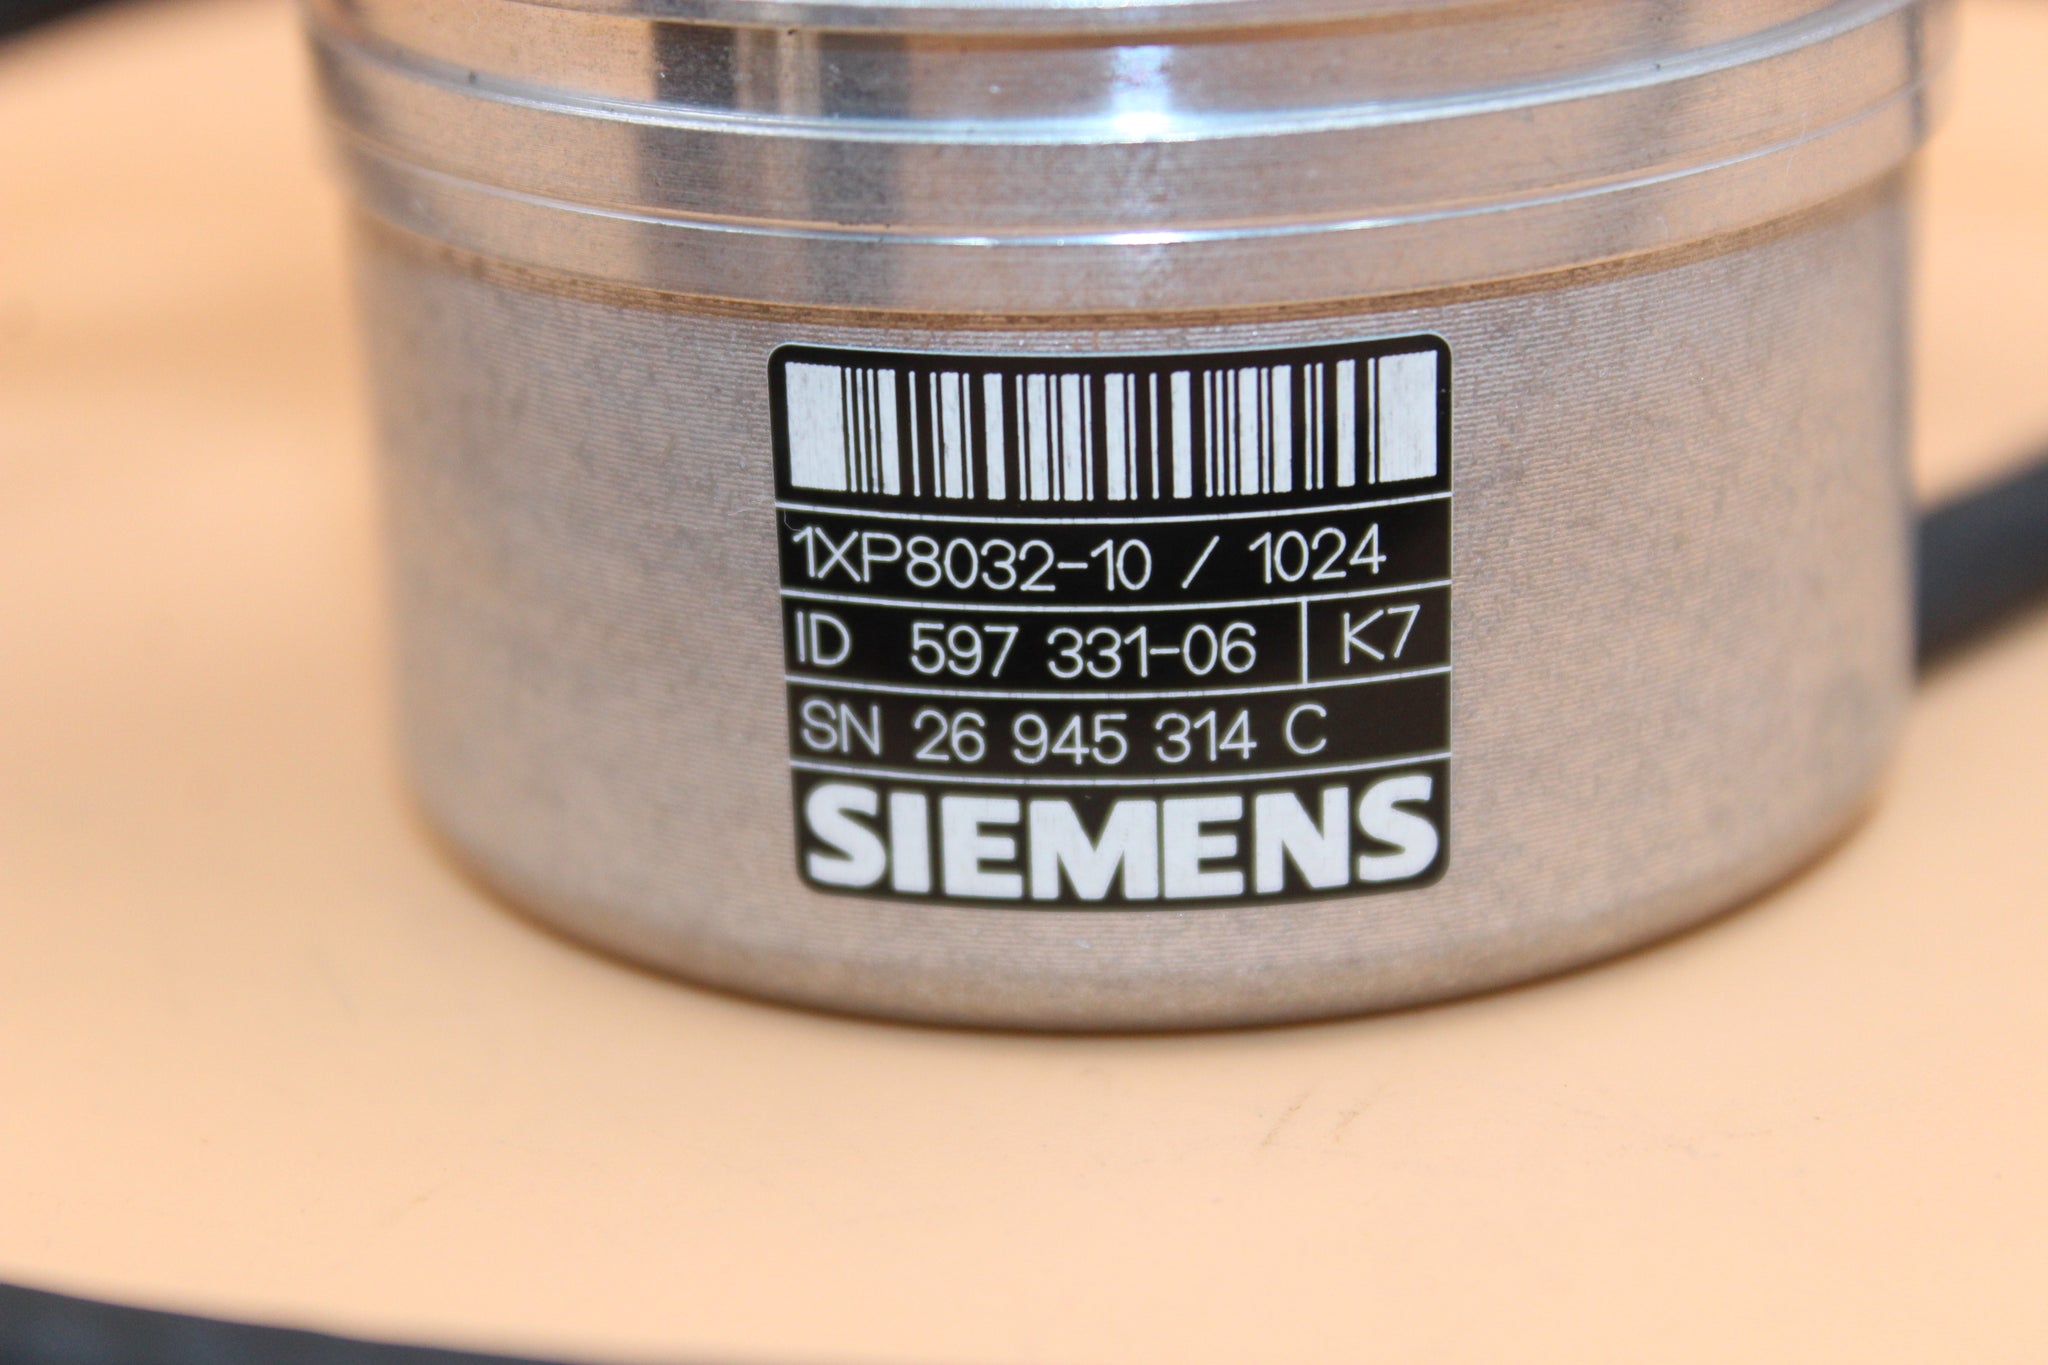 1XP8032-10 / 1024
ID 597 331-06 K7
SN 26 945 314 C
SIEMENS